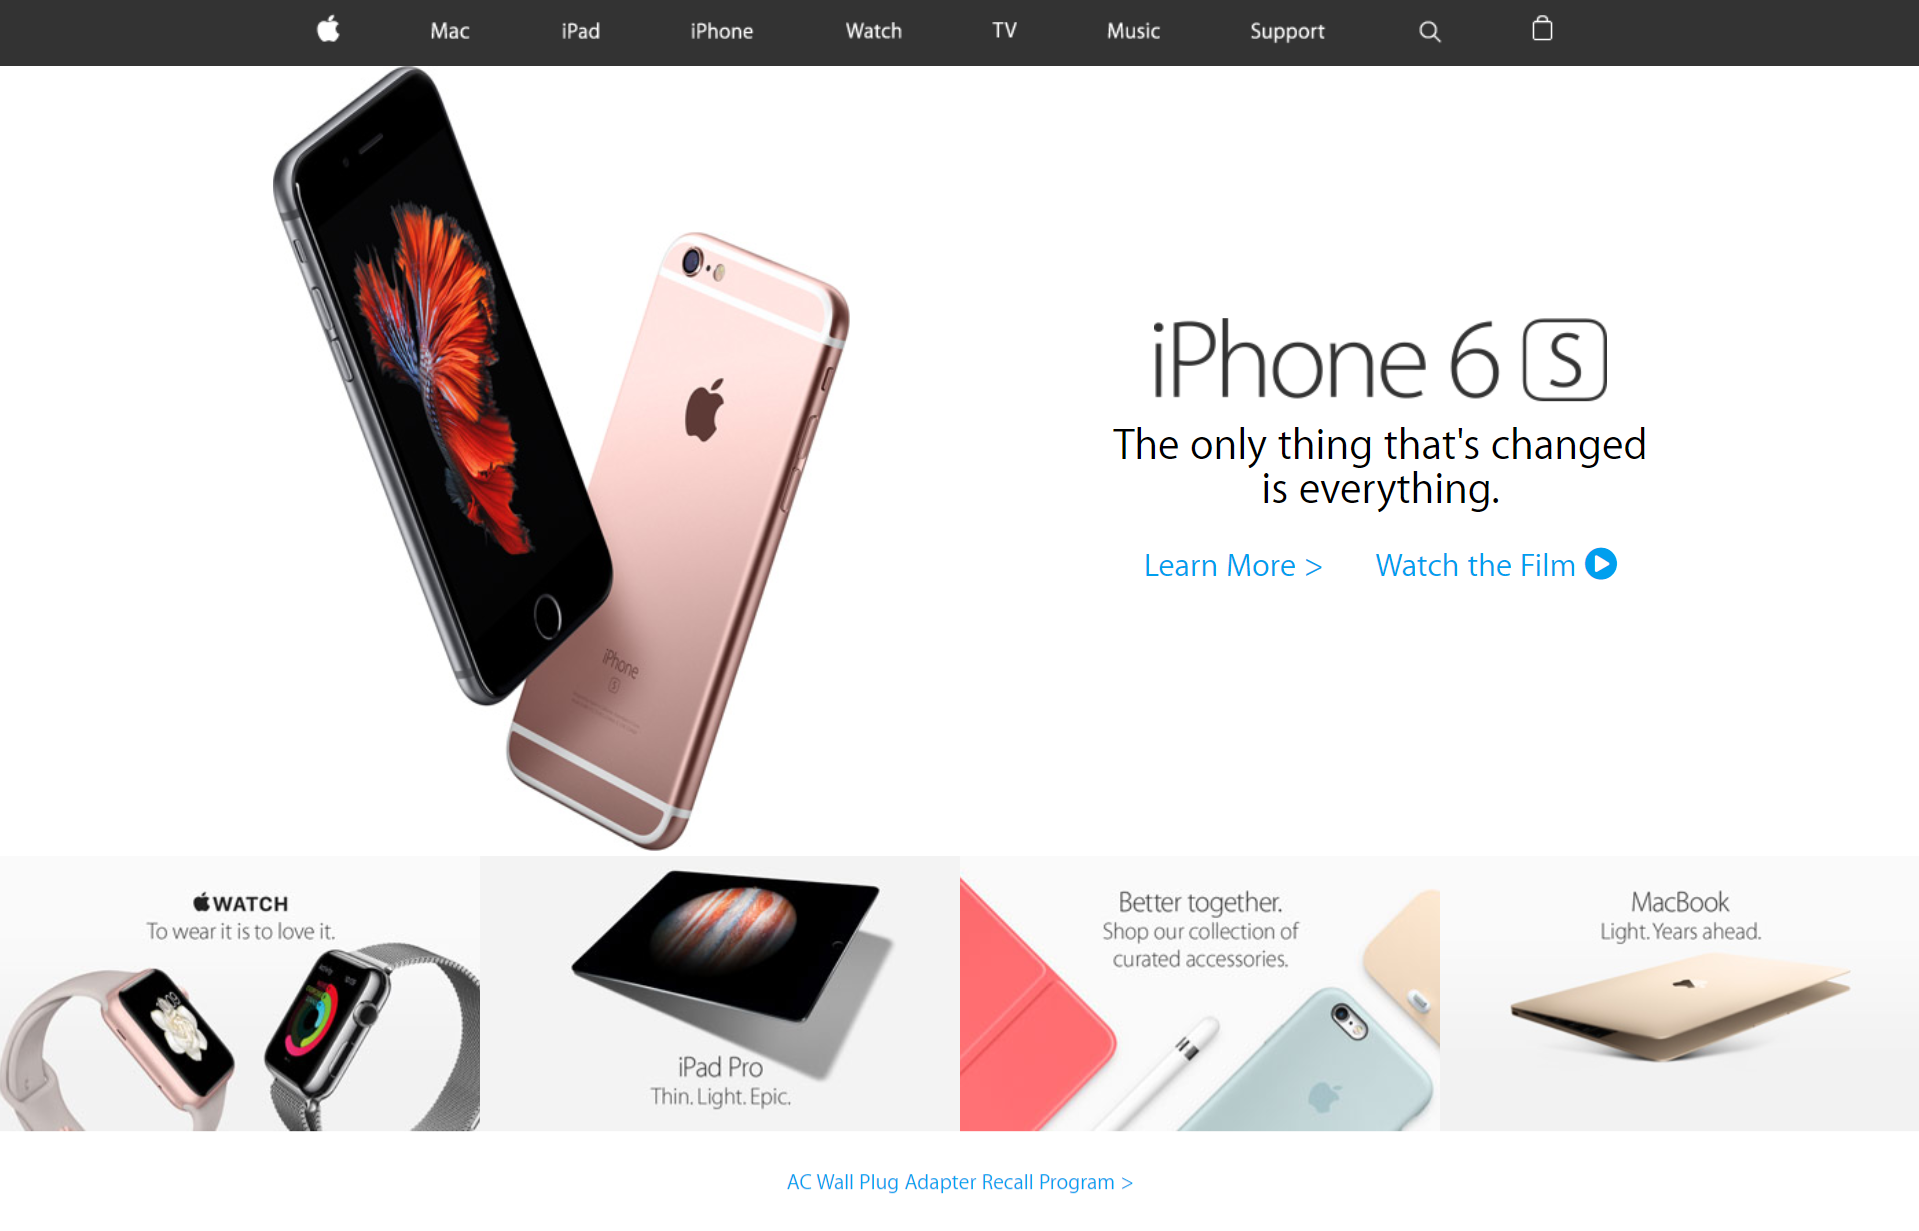 Mac iPad iPhone Watch TV Music Support
iPhone 6 S
The only thing that's changed
is everything.
Learn More > Watch the Film
iPhone
S
WATCH
To wear it is to love it.
iPad Pro
Thin. Light. Epic.
Better together.
Shop our collection of
curated accessories.
MacBook
Light. Years ahead.
AC Wall Plug Adapter Recall Program >